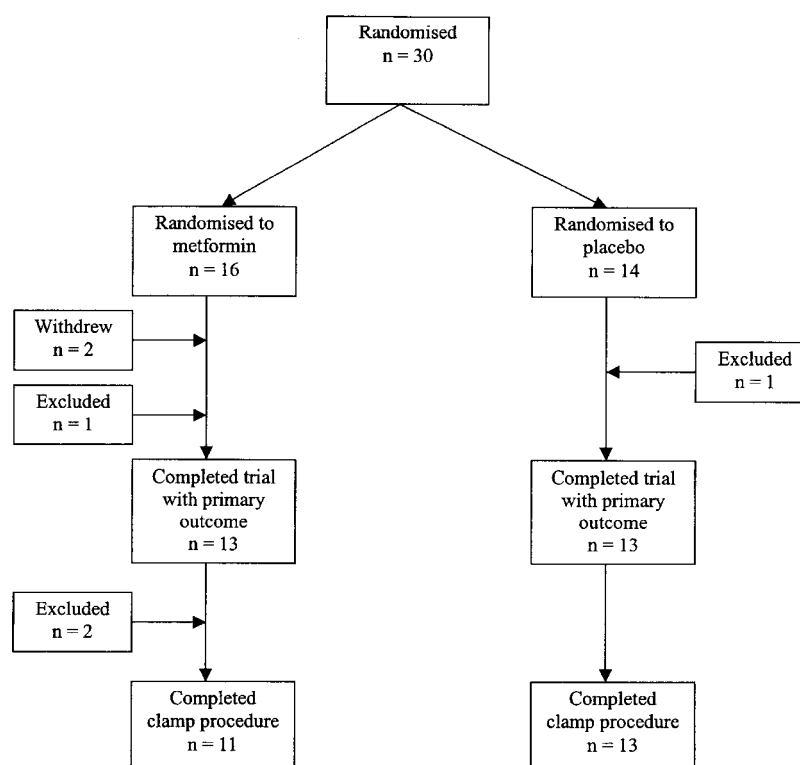 Randomised
n = 30
Randomised to
metformin
n = 16
Randomised to
placebo
n = 14
Withdrew
n = 2
Excluded
n = 1
Excluded
n = 1
Completed trial
with primary
outcome
n = 13
Completed trial
with primary
outcome
n = 13
Excluded
n = 2
Completed
clamp procedure
n = 11
Completed
clamp procedure
n = 13